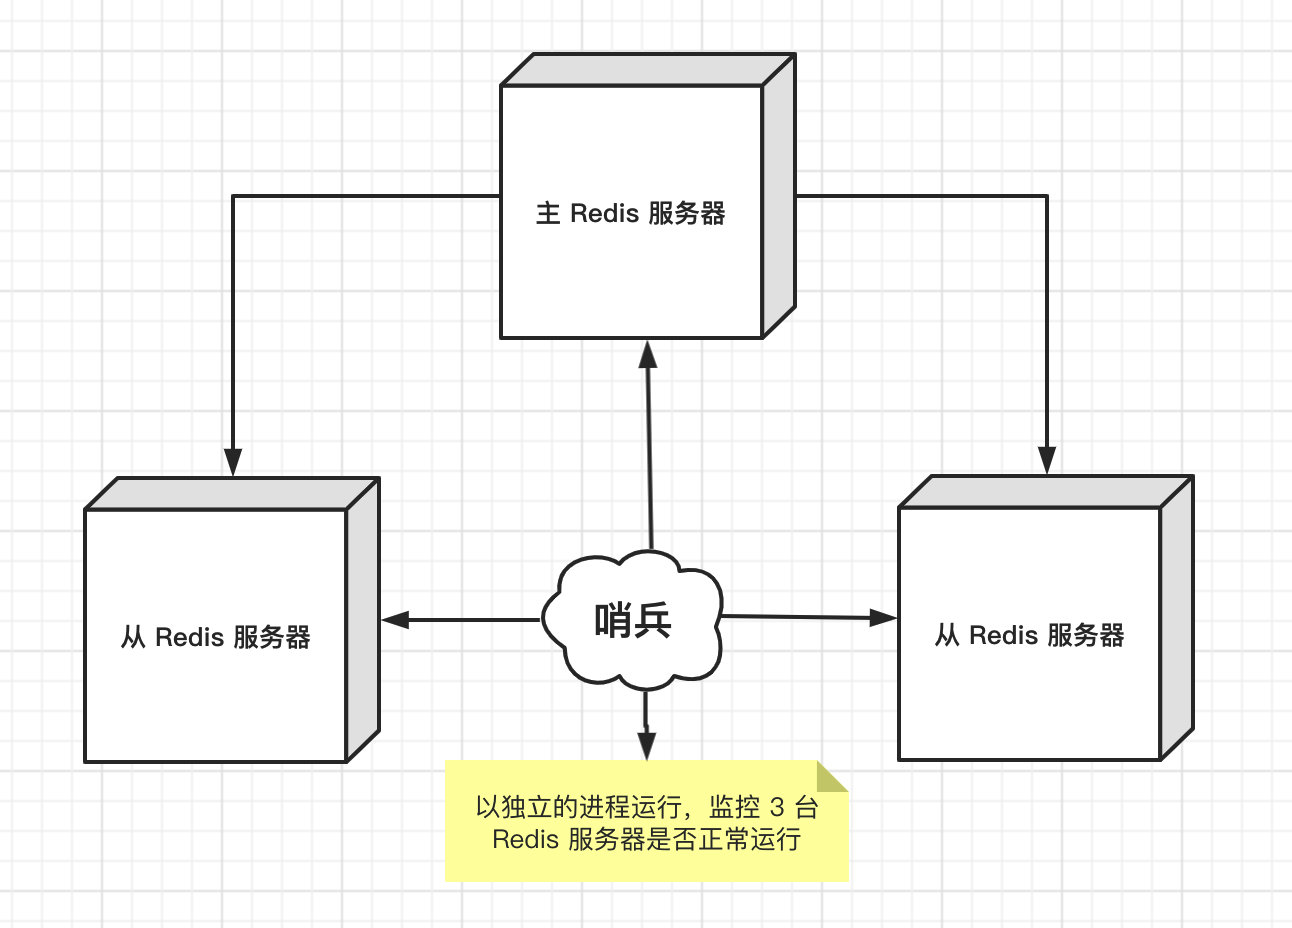 主 Redis 服务器
从 Redis 服务器
哨兵
从 Redis 服务器
以独立的进程运行，监控 3 台
Redis 服务器是否正常运行